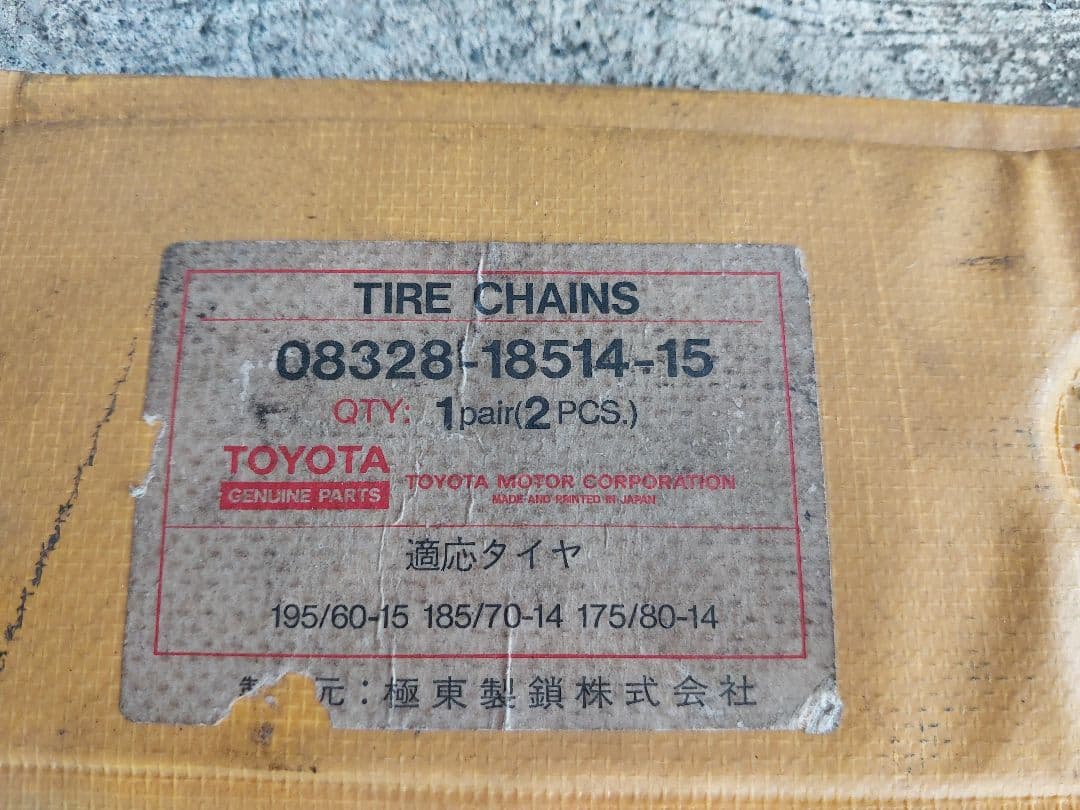 TIRE CHAINS
08328-18514-15
QTY: 1pair(2 PCS.)
TOYOTA
GENUINE PARTS
TOYOTA MOTOR CORPORATION
MADE AND PRINTED IN JAPAN
適応タイヤ
195/60-15 185/70-14 175/80-14
元：極東製鎖株式会社